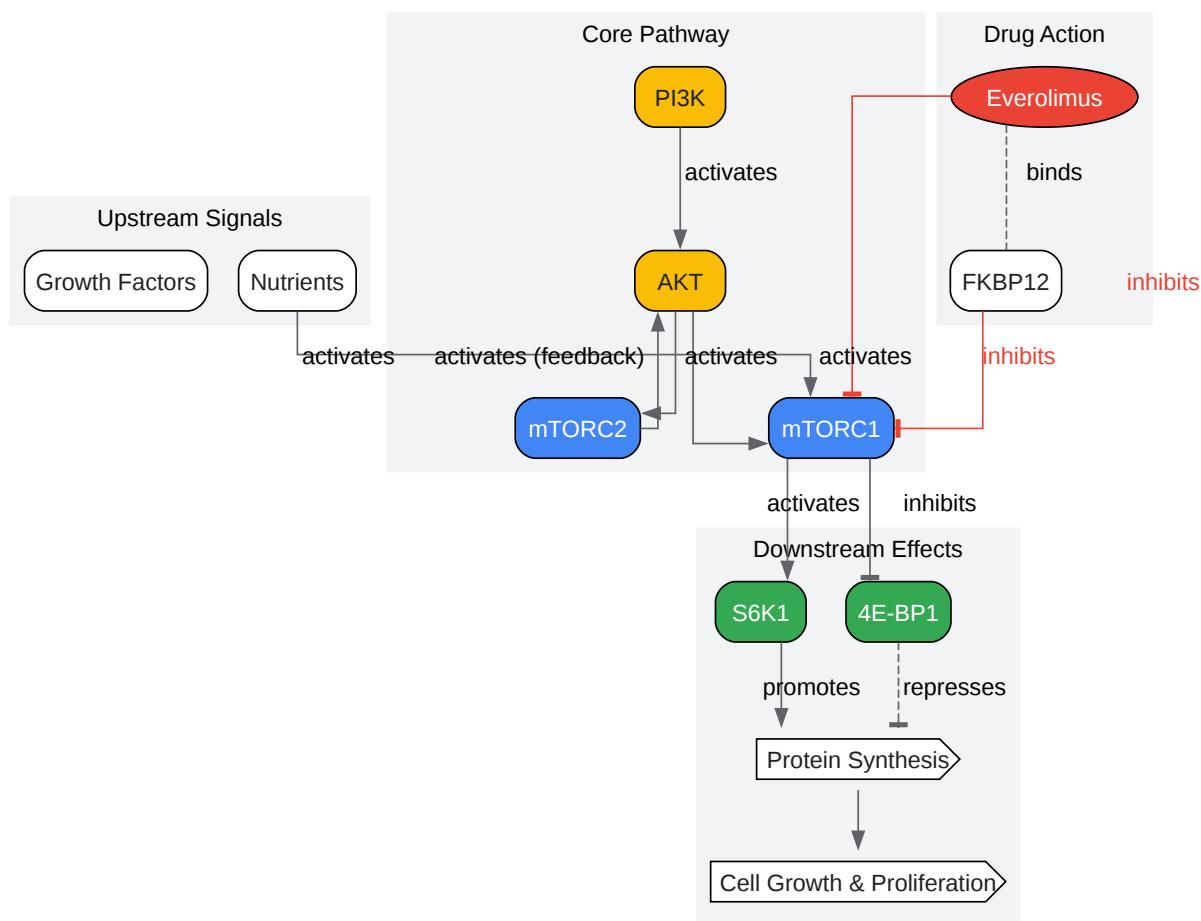 Core Pathway
Drug Action
PI3K
Everolimus
activates
binds
Upstream Signals
Growth Factors
Nutrients
AKT
FKBP12
inhibits
activates
activates (feedback)
activates
activates
inhibits
mTORC2
mTORC1
activates
inhibits
Downstream Effects
S6K1
4E-BP1
promotes
represses
Protein Synthesis
Cell Growth & Proliferation